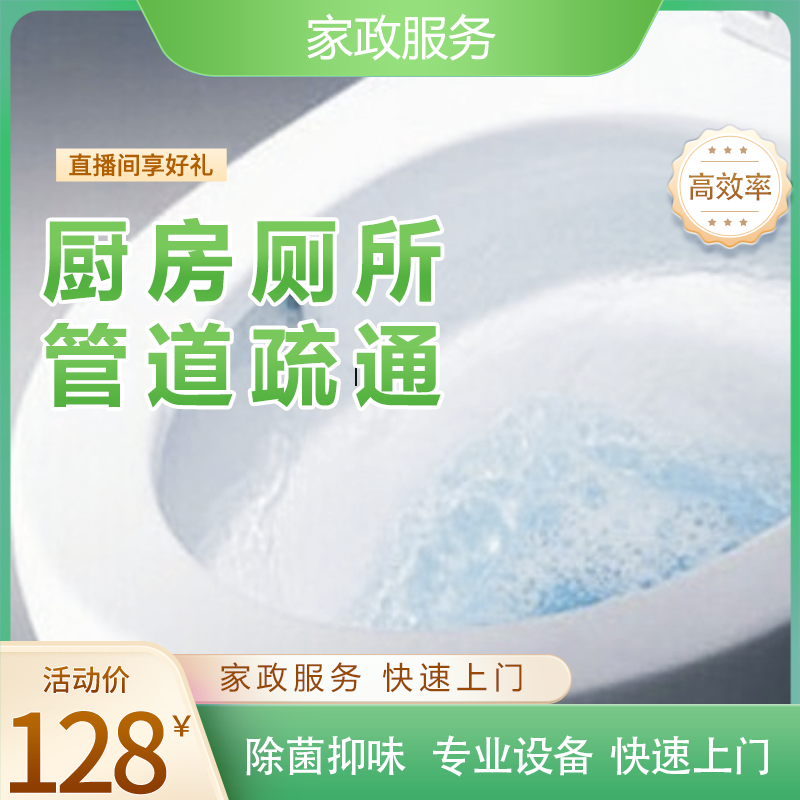 家政服务
直播间享好礼
高效率
厨房厕所
管道疏通
家政服务 快速上门
活动价
128¥
除菌抑味 专业设备 快速上门